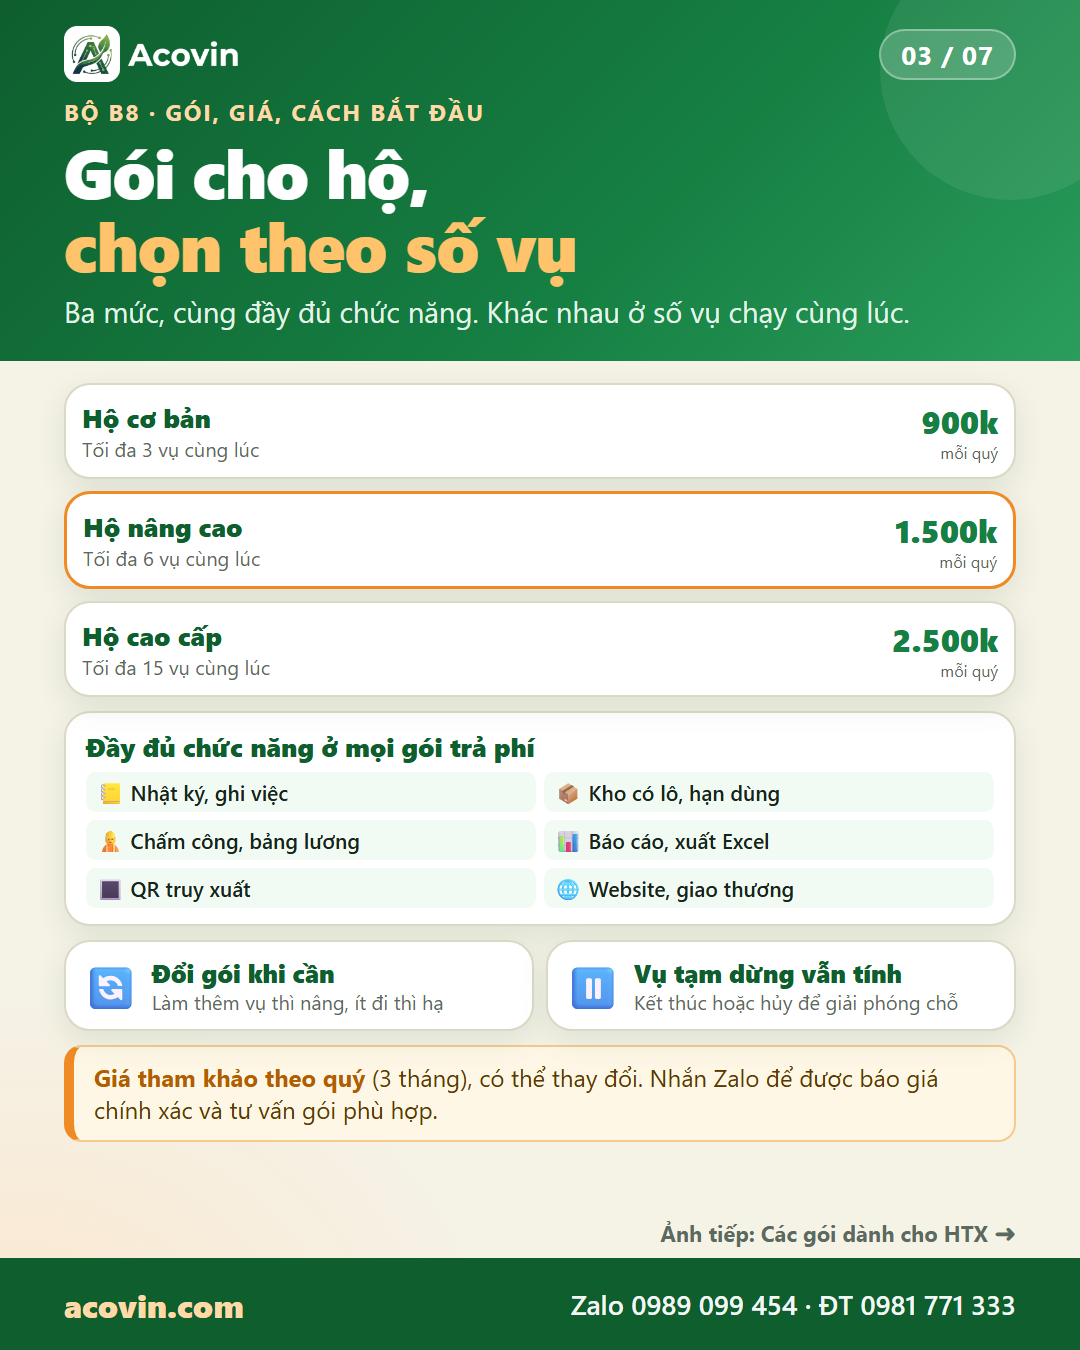 Acovin
03 / 07
BỘ B8 · GÓI, GIÁ, CÁCH BẮT ĐẦU
Gói cho hộ,
chọn theo số vụ
Ba mức, cùng đầy đủ chức năng. Khác nhau ở số vụ chạy cùng lúc.
Hộ cơ bản
Tối đa 3 vụ cùng lúc
900k
mỗi quý
Hộ nâng cao
Tối đa 6 vụ cùng lúc
1.500k
mỗi quý
Hộ cao cấp
Tối đa 15 vụ cùng lúc
2.500k
mỗi quý
Đầy đủ chức năng ở mọi gói trả phí
Nhật ký, ghi việc
Kho có lô, hạn dùng
Chấm công, bảng lương
Báo cáo, xuất Excel
QR truy xuất
Website, giao thương
Đổi gói khi cần
Làm thêm vụ thì nâng, ít đi thì hạ
Vụ tạm dừng vẫn tính
Kết thúc hoặc hủy để giải phóng chỗ
Giá tham khảo theo quý (3 tháng), có thể thay đổi. Nhắn Zalo để được báo giá
chính xác và tư vấn gói phù hợp.
Ảnh tiếp: Các gói dành cho HTX →
acovin.com
Zalo 0989 099 454 · ĐT 0981 771 333